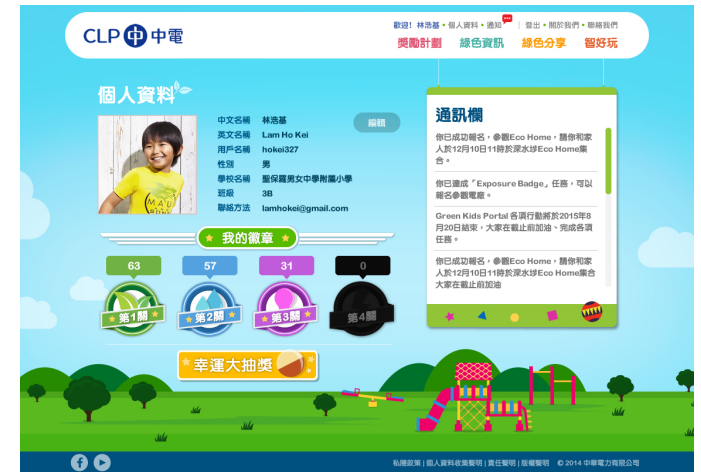 CLP 中 中電
歡迎! 林浩基 • 個人資料 • 通知 | 登出 • 關於我們 • 聯絡我們
獎勵計劃 綠色資訊 綠色分享 智好玩
個人資料
中文名稱 林浩基
編輯
英文名稱 Lam Ho Kei
用戶名稱 hokei327
性別 男
學校名稱 聖保羅男女中學附屬小學
班級 3B
聯絡方法 lamhokei@gmail.com
MAU
我的徽章
63 57 31 0
第1關 第2關 第3關 第4關
幸運大抽獎
通訊欄
你已成功報名,參觀Eco Home,請你和家
人於12月10日11時於深水埗Eco Home集
合。
你已達成「Exposure Badge」任務,可以
報名參觀電廠。
Green Kids Portal 各項行動將於2015年8
月20日結束,大家在截止前加油、完成各項
任務。
你已成功報名,參觀Eco Home,請你和家
人於12月10日11時於深水埗Eco Home集合
大家在截止前加油
私隱政策 | 個人資料收集聲明 | 責任聲明 | 版權聲明 © 2014 中華電力有限公司